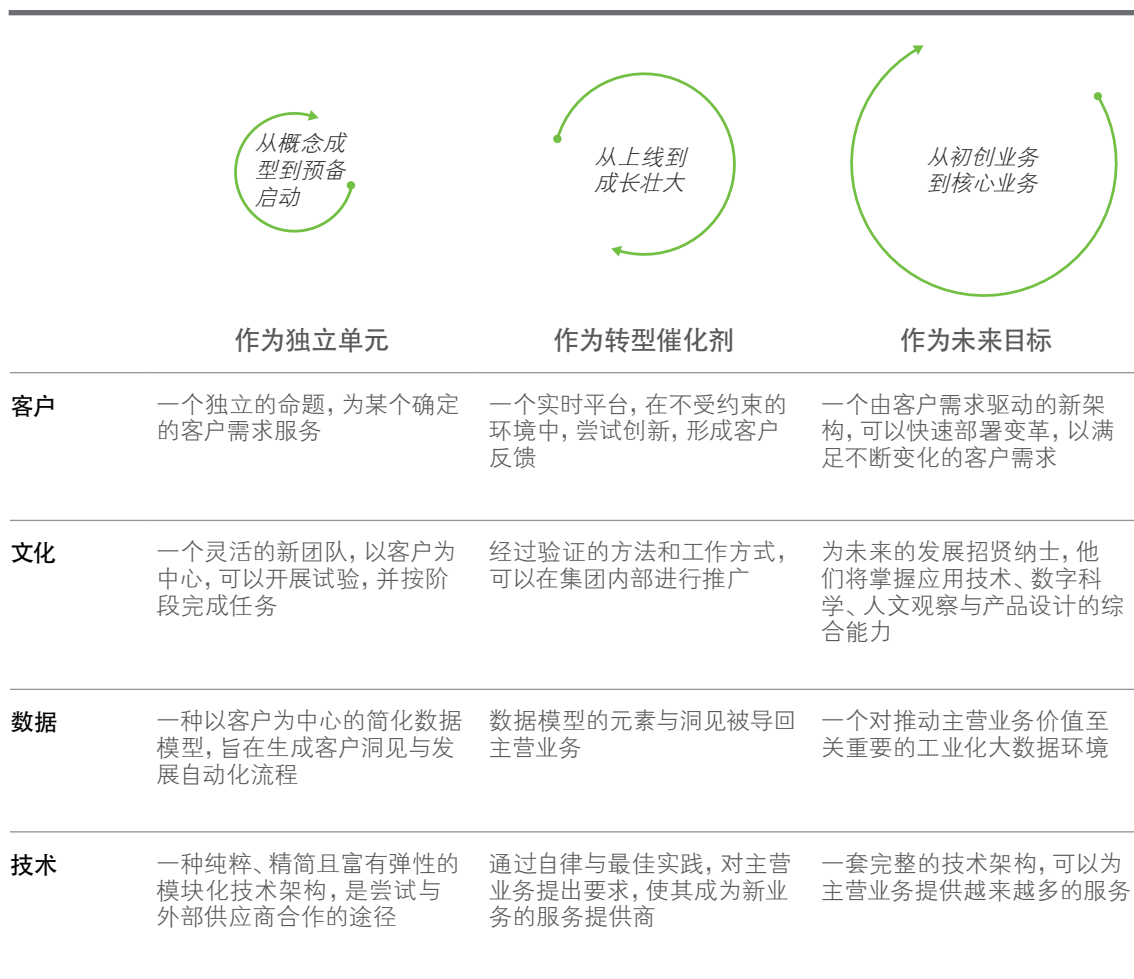 从概念成
型到预备
启动
从上线到
成长壮大
从初创业务
到核心业务
作为独立单元
作为转型催化剂
作为未来目标
客户
一个独立的命题，为某个确定
的客户需求服务
一个实时平台，在不受约束的
环境中，尝试创新，形成客户
反馈
一个由客户需求驱动的新架
构，可以快速部署变革，以满
足不断变化的客户需求
文化
一个灵活的新团队，以客户为
中心，可以开展试验，并按阶
段完成任务
经过验证的方法和工作方式，
可以在集团内部进行推广
为未来的发展招贤纳士，他
们将掌握应用技术、数字科
学、人文观察与产品设计的综
合能力
数据
一种以客户为中心的简化数据
模型，旨在生成客户洞见与发
展自动化流程
数据模型的元素与洞见被导回
主营业务
一个对推动主营业务价值至
关重要的工业化大数据环境
技术
一种纯粹、精简且富有弹性的
模块化技术架构，是尝试与
外部供应商合作的途径
通过自律与最佳实践，对主营
业务提出要求，使其成为新业
务的服务提供商
一套完整的技术架构，可以为
主营业务提供越来越多的服务